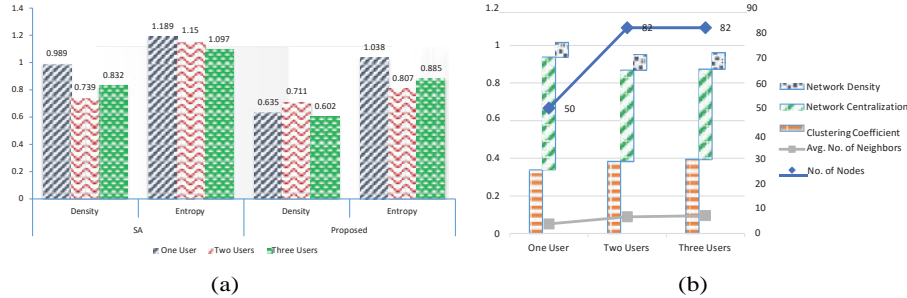 1.4
1.2
1
0.8
0.6
0.4
0.2
0
0.989
0.739
0.832
1.189
1.15
1.097
0.635
0.711
0.602
1.038
0.807
0.885
Density
Entropy
Density
Entropy
SA
Proposed
One User
Two Users
Three Users
(a)
1.2
1
0.8
0.6
0.4
0.2
0
90
80
70
60
50
40
30
20
10
0
50
82
82
One User
Two Users
Three Users
Network Density
Network Centralization
Clustering Coefficient
Avg. No. of Neighbors
No. of Nodes
(b)